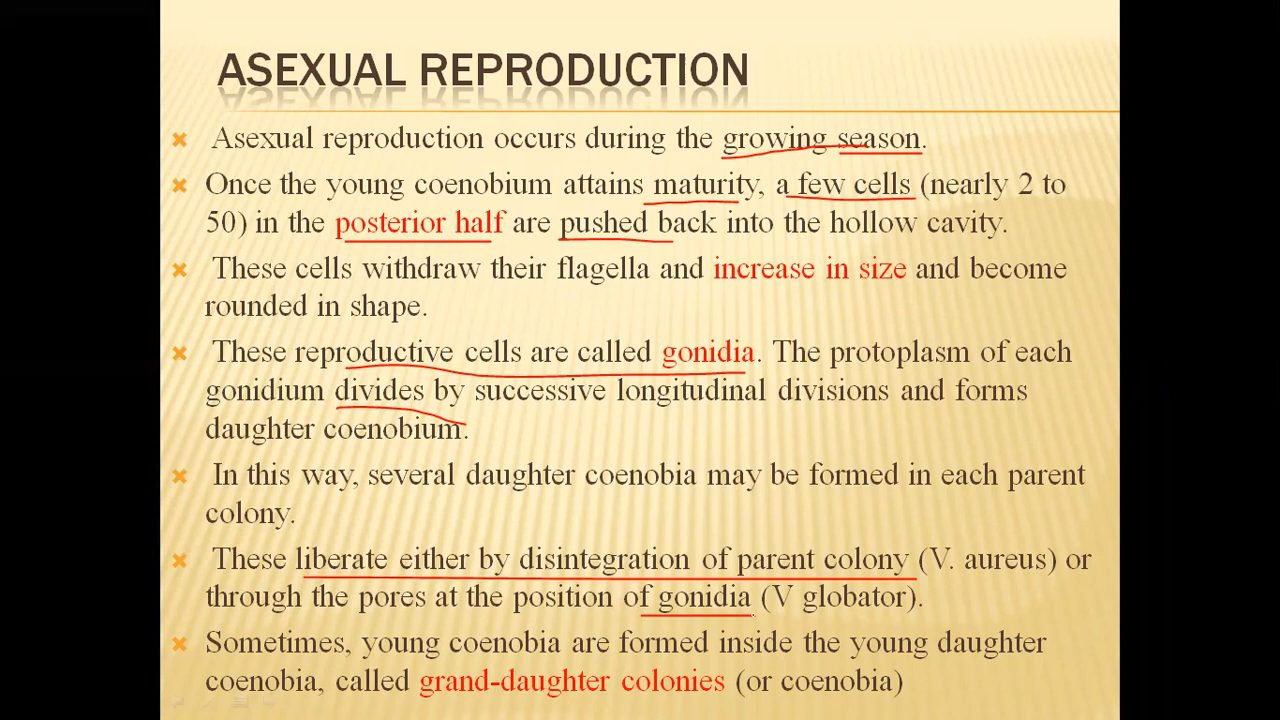 ASEXUAL REPRODUCTION
Asexual reproduction occurs during the growing season.
Once the young coenobium attains maturity, a few cells (nearly 2 to
50) in the posterior half are pushed back into the hollow cavity.
These cells withdraw their flagella and increase in size and become
rounded in shape.
These reproductive cells are called gonidia. The protoplasm of each
gonidium divides by successive longitudinal divisions and forms
daughter coenobium.
In this way, several daughter coenobia may be formed in each parent
colony.
These liberate either by disintegration of parent colony (V. aureus) or
through the pores at the position of gonidia (V globator).
Sometimes, young coenobia are formed inside the young daughter
coenobia, called grand-daughter colonies (or coenobia)